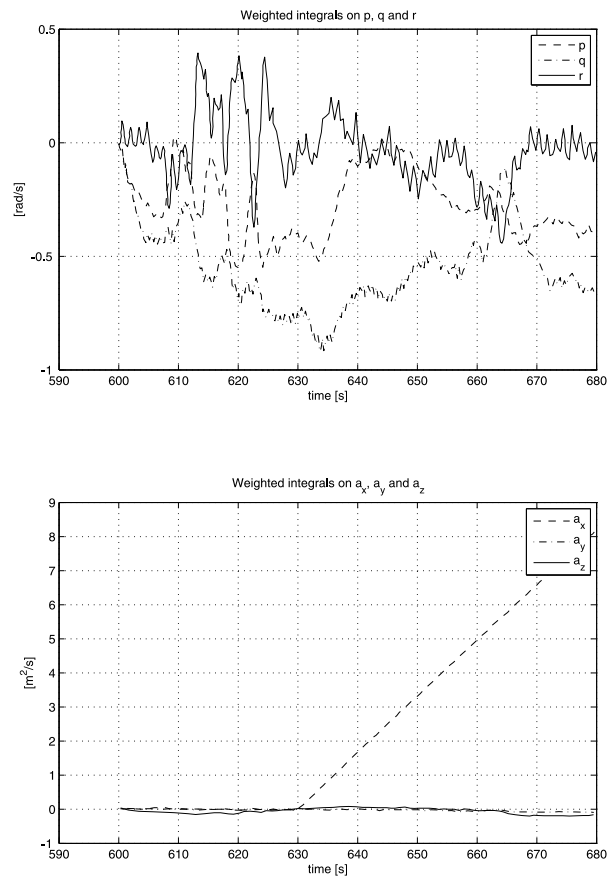 Weighted integrals on p, q and r
0.5
0
-0.5
-1
[rad/s]
p
q
r
590 600 610 620 630 640 650 660 670 680
time [s]
Weighted integrals on a_x, a_y and a_z
9
8
7
6
5
4
3
2
1
0
-1
[m²/s]
a_x
a_y
a_z
590 600 610 620 630 640 650 660 670 680
time [s]